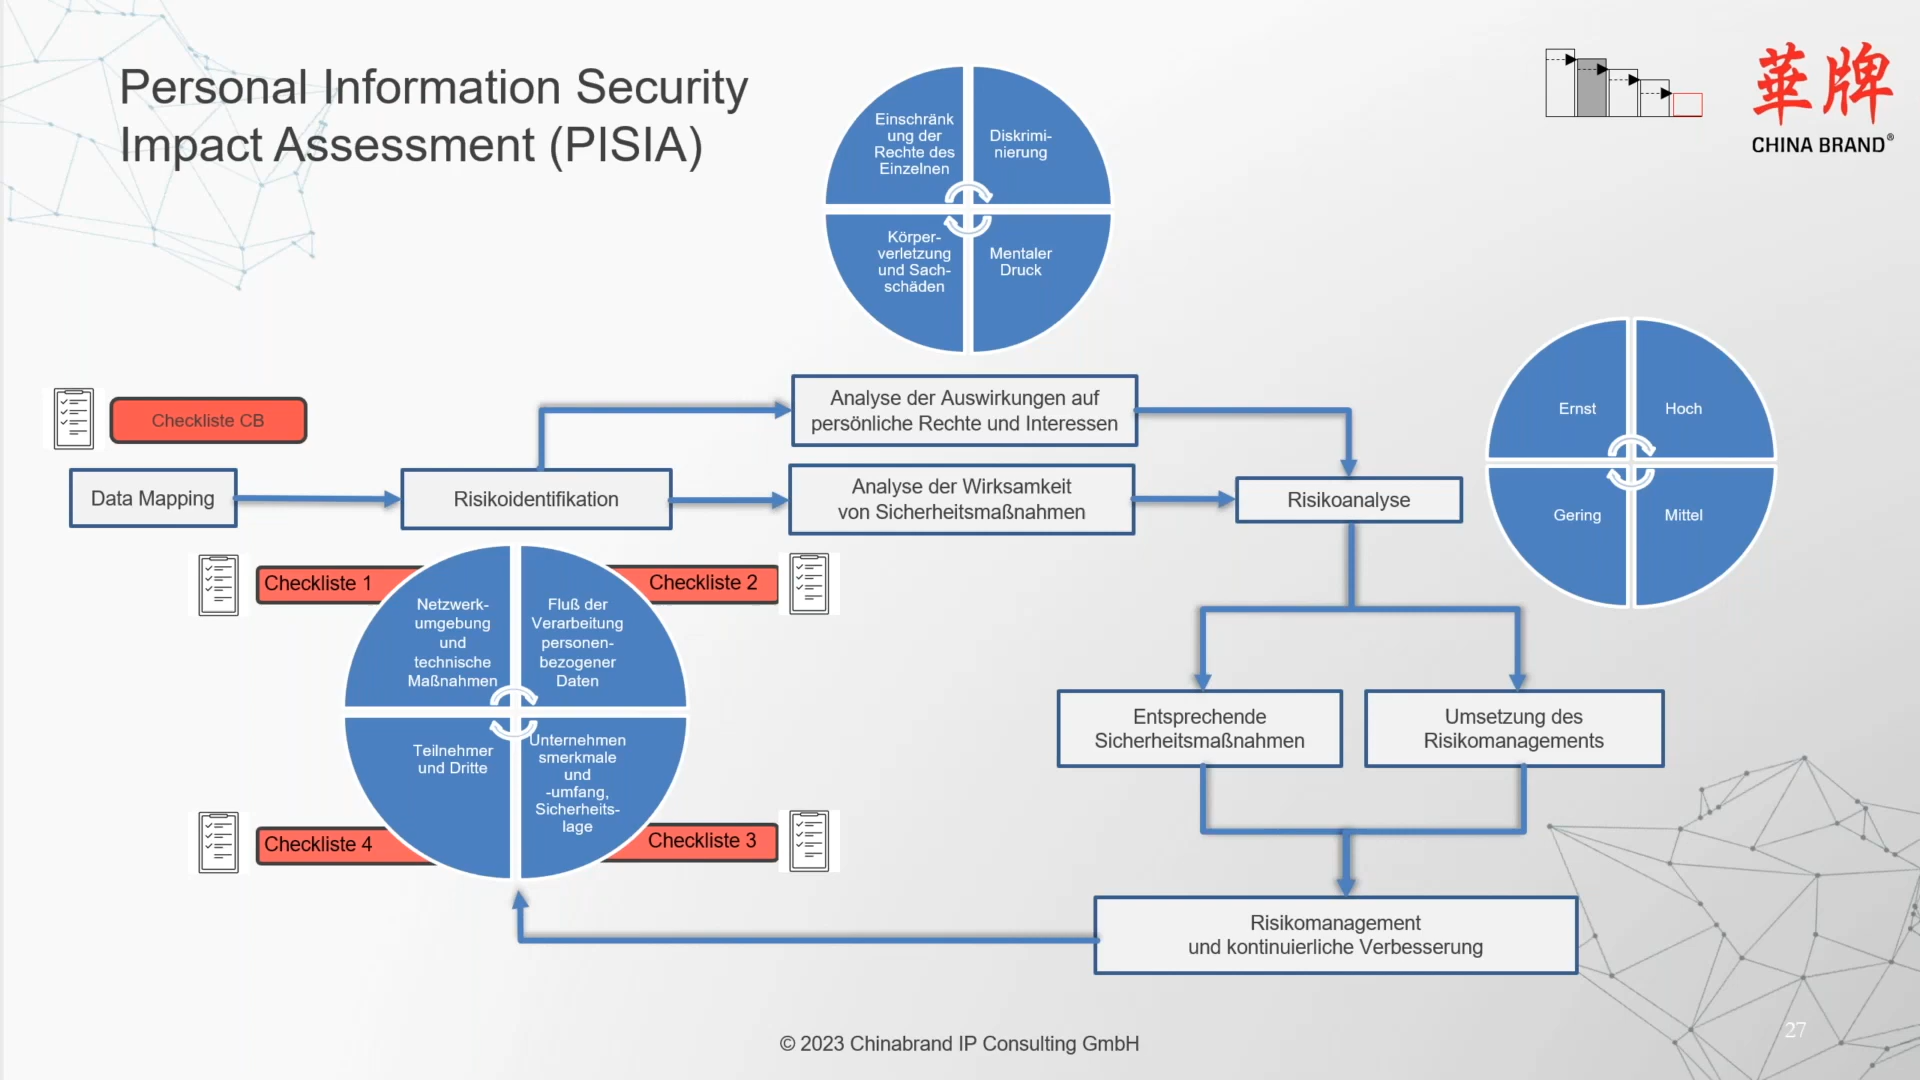 Personal Information Security
Impact Assessment (PISIA)
華牌
CHINA BRAND®
Einschränk
ung der
Rechte des
Einzelnen
Diskrimi-
nierung
Körper-
verletzung
und Sach-
schäden
Mentaler
Druck
Checkliste CB
Data Mapping
Risikoidentifikation
Analyse der Auswirkungen auf
persönliche Rechte und Interessen
Analyse der Wirksamkeit
von Sicherheitsmaßnahmen
Risikoanalyse
Ernst
Hoch
Gering
Mittel
Checkliste 1
Checkliste 2
Netzwerk-
umgebung
und
technische
Maßnahmen
Fluß der
Verarbeitung
personen-
bezogener
Daten
Teilnehmer
und Dritte
Unternehmen
smerkmale
und
-umfang,
Sicherheits-
lage
Checkliste 4
Checkliste 3
Entsprechende
Sicherheitsmaßnahmen
Umsetzung des
Risikomanagements
Risikomanagement
und kontinuierliche Verbesserung
© 2023 Chinabrand IP Consulting GmbH
27